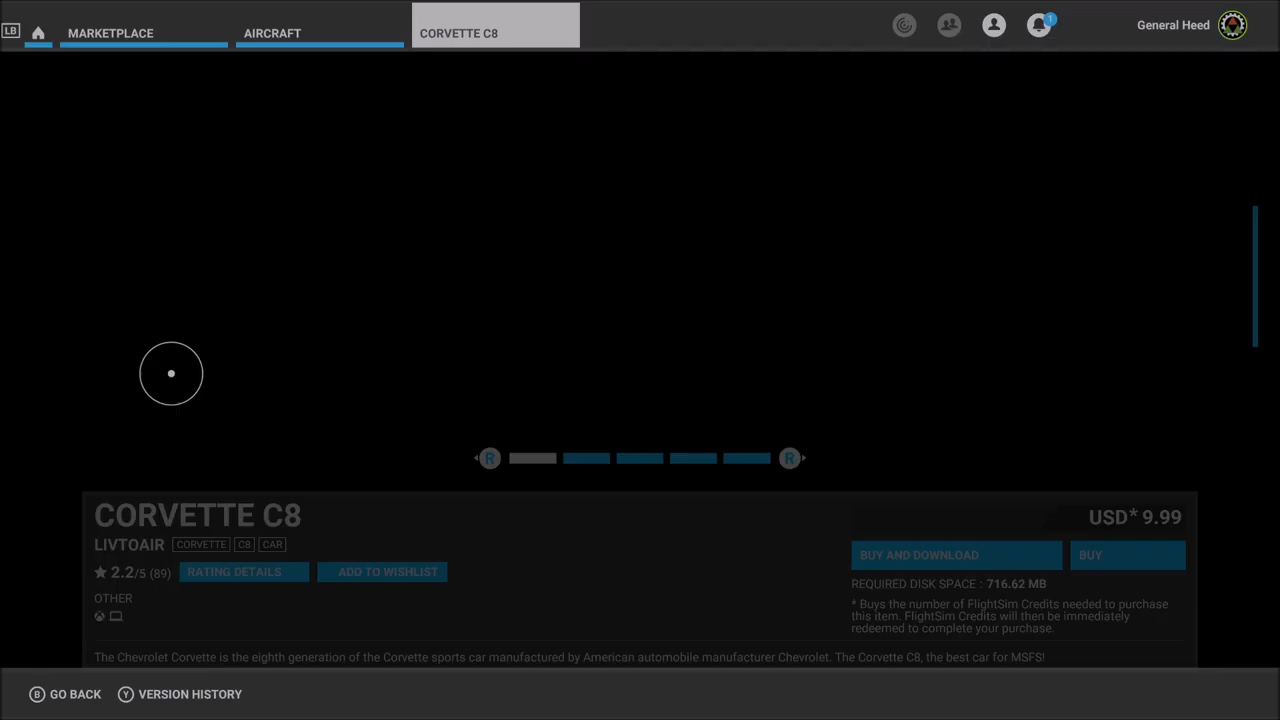 LB
MARKETPLACE
AIRCRAFT
CORVETTE C8
1
General Heed
R
R
CORVETTE C8
USD* 9.99
LIVTOAIR CORVETTE C8 CAR
BUY AND DOWNLOAD
BUY
2.2/5 (89)
RATING DETAILS
ADD TO WISHLIST
REQUIRED DISK SPACE : 716.62 MB
OTHER
* Buys the number of FlightSim Credits needed to purchase
this item. FlightSim Credits will then be immediately
redeemed to complete your purchase.
The Chevrolet Corvette is the eighth generation of the Corvette sports car manufactured by American automobile manufacturer Chevrolet. The Corvette C8, the best car for MSFS!
B GO BACK
Y VERSION HISTORY